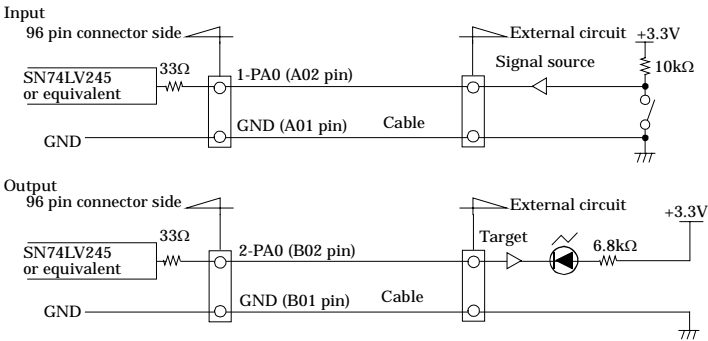 Input
96 pin connector side
External circuit
+3.3V
SN74LV245
or equivalent
33Ω
1-PA0 (A02 pin)
Signal source
10kΩ
GND
GND (A01 pin)
Cable
Output
96 pin connector side
External circuit
+3.3V
SN74LV245
or equivalent
33Ω
2-PA0 (B02 pin)
Target
6.8kΩ
GND
GND (B01 pin)
Cable